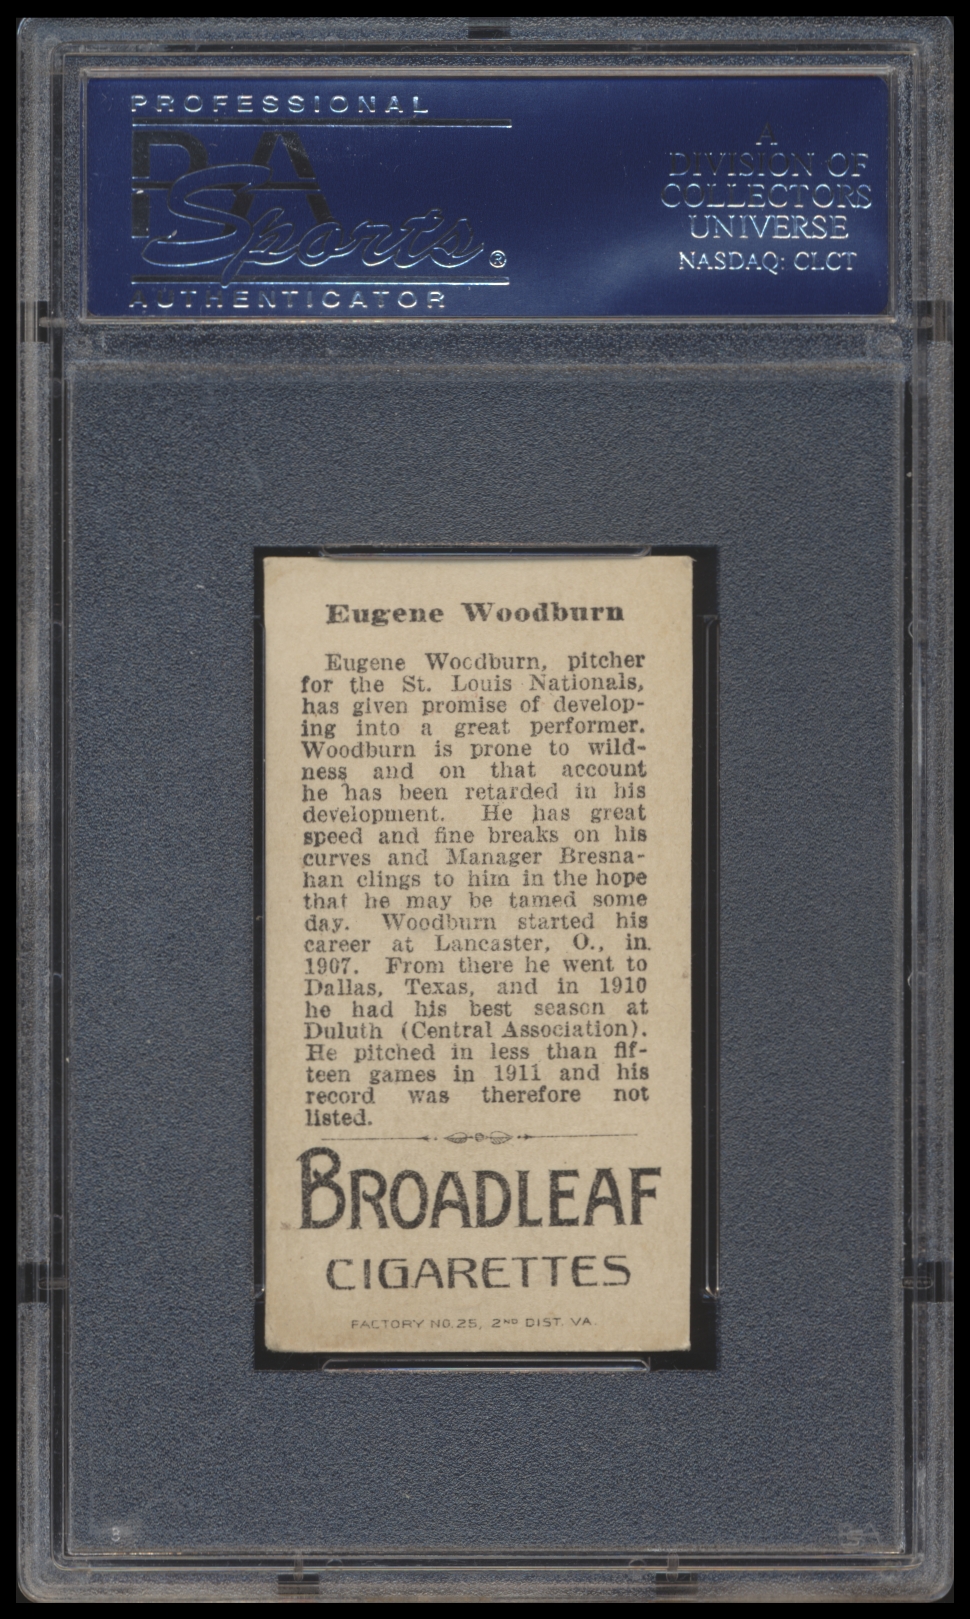 PROFESSIONAL
PSA
Sports®
AUTHENTICATOR
A
DIVISION OF
COLLECTORS
UNIVERSE
NASDAQ: CLCT
Eugene Woodburn
Eugene Woodburn, pitcher
for the St. Louis Nationals,
has given promise of develop-
ing into a great performer.
Woodburn is prone to wild-
ness and on that account
he has been retarded in his
development. He has great
speed and fine breaks on his
curves and Manager Bresna-
han clings to him in the hope
that he may be tamed some
day. Woodburn started his
career at Lancaster, O., in
1907. From there he went to
Dallas, Texas, and in 1910
he had his best season at
Duluth (Central Association).
He pitched in less than fif-
teen games in 1911 and his
record was therefore not
listed.
BROADLEAF
CIGARETTES
FACTORY NO. 25, 2ND DIST. VA.